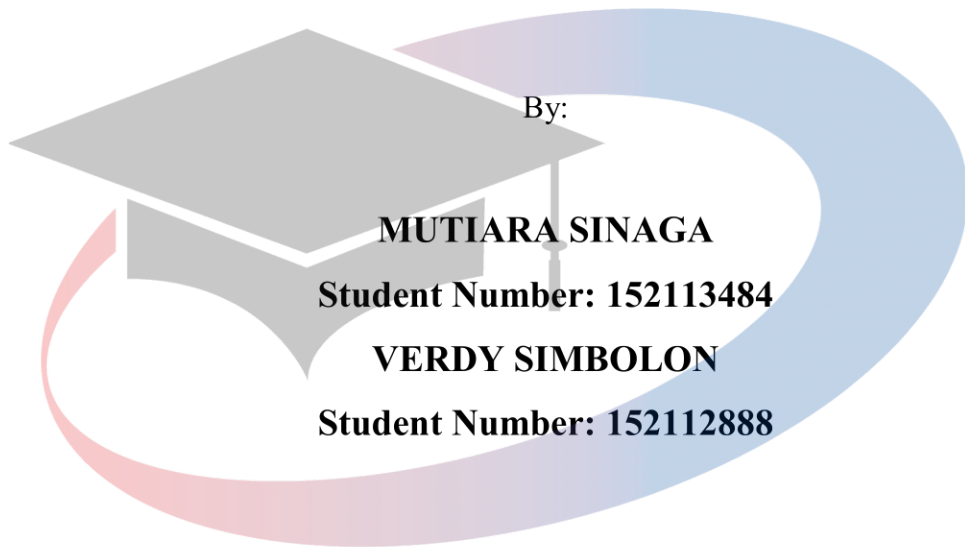 By:
MUTIARA SINAGA
Student Number: 152113484
VERDY SIMBOLON
Student Number: 152112888